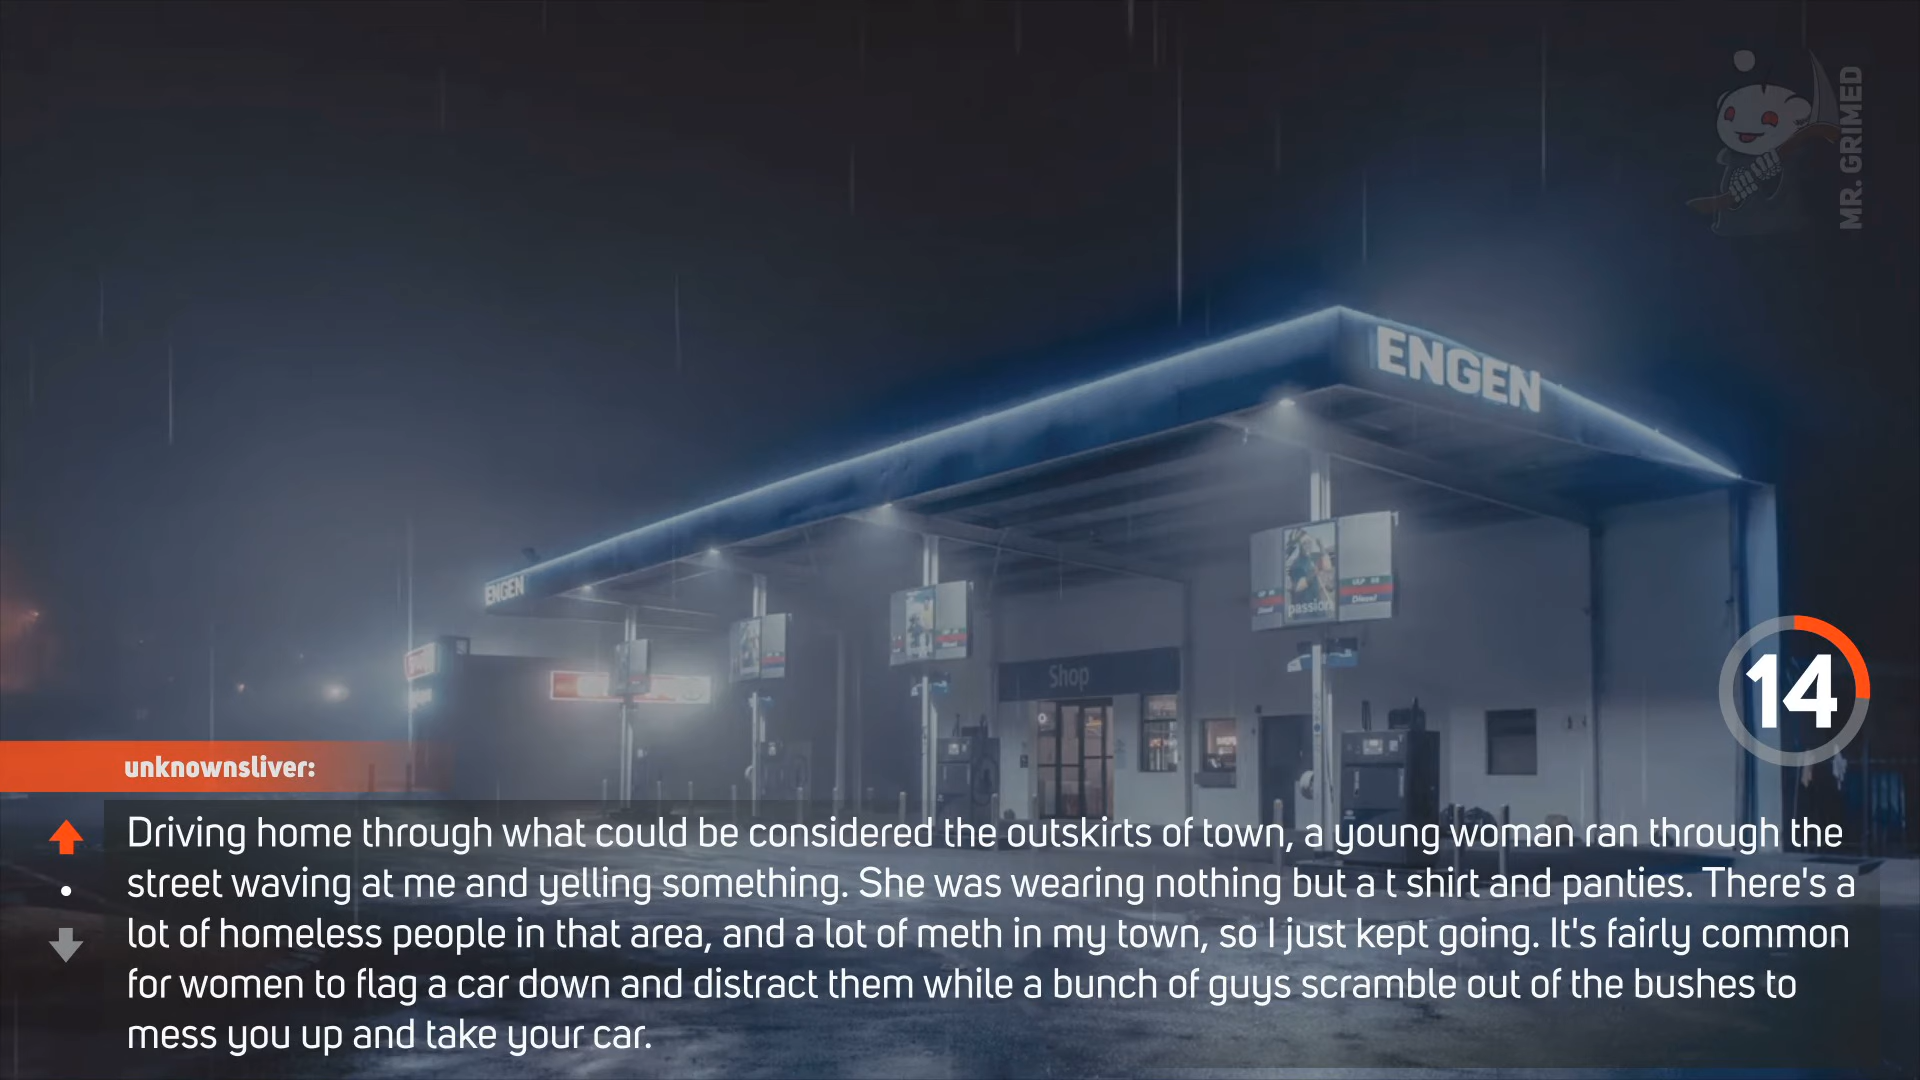 MR. GRIMED
ENGEN
ENGEN
passion
Diesel
Shop
14
unknownsliver:
Driving home through what could be considered the outskirts of town, a young woman ran through the
street waving at me and yelling something. She was wearing nothing but a t shirt and panties. There's a
lot of homeless people in that area, and a lot of meth in my town, so I just kept going. It's fairly common
for women to flag a car down and distract them while a bunch of guys scramble out of the bushes to
mess you up and take your car.